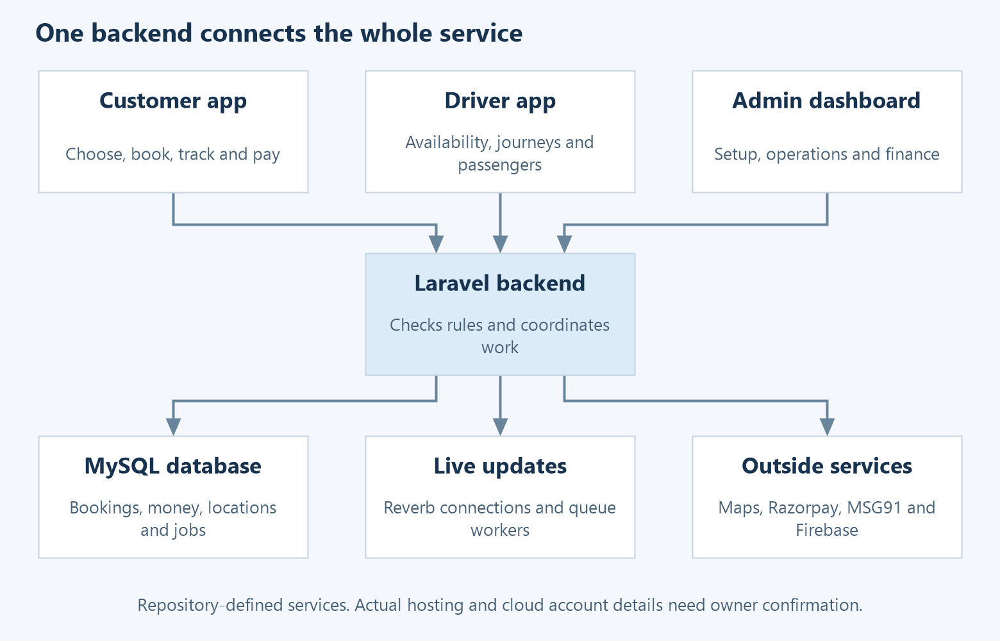 One backend connects the whole service
Customer app
Choose, book, track and pay
Driver app
Availability, journeys and
passengers
Admin dashboard
Setup, operations and finance
Laravel backend
Checks rules and coordinates
work
MySQL database
Bookings, money, locations
and jobs
Live updates
Reverb connections and queue
workers
Outside services
Maps, Razorpay, MSG91 and
Firebase
Repository-defined services. Actual hosting and cloud account details need owner confirmation.